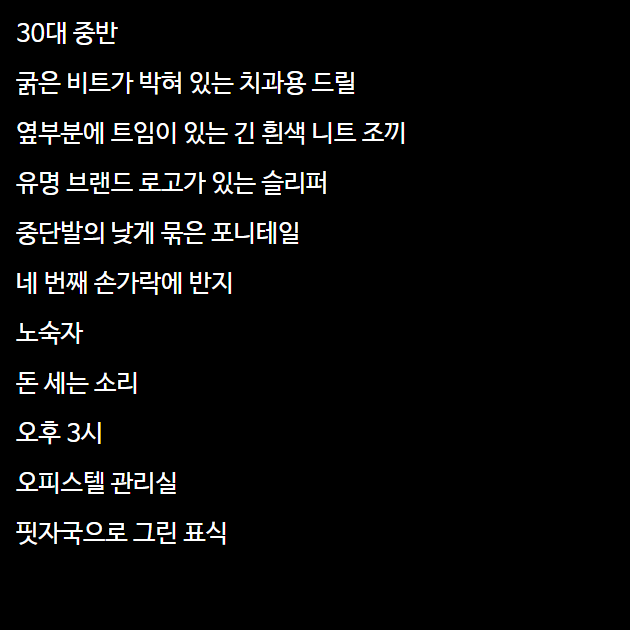 30대 중반
굵은 비트가 박혀 있는 치과용 드릴
옆부분에 트임이 있는 긴 흰색 니트 조끼
유명 브랜드 로고가 있는 슬리퍼
중단발의 낮게 묶은 포니테일
네 번째 손가락에 반지
노숙자
돈 세는 소리
오후 3시
오피스텔 관리실
핏자국으로 그린 표식